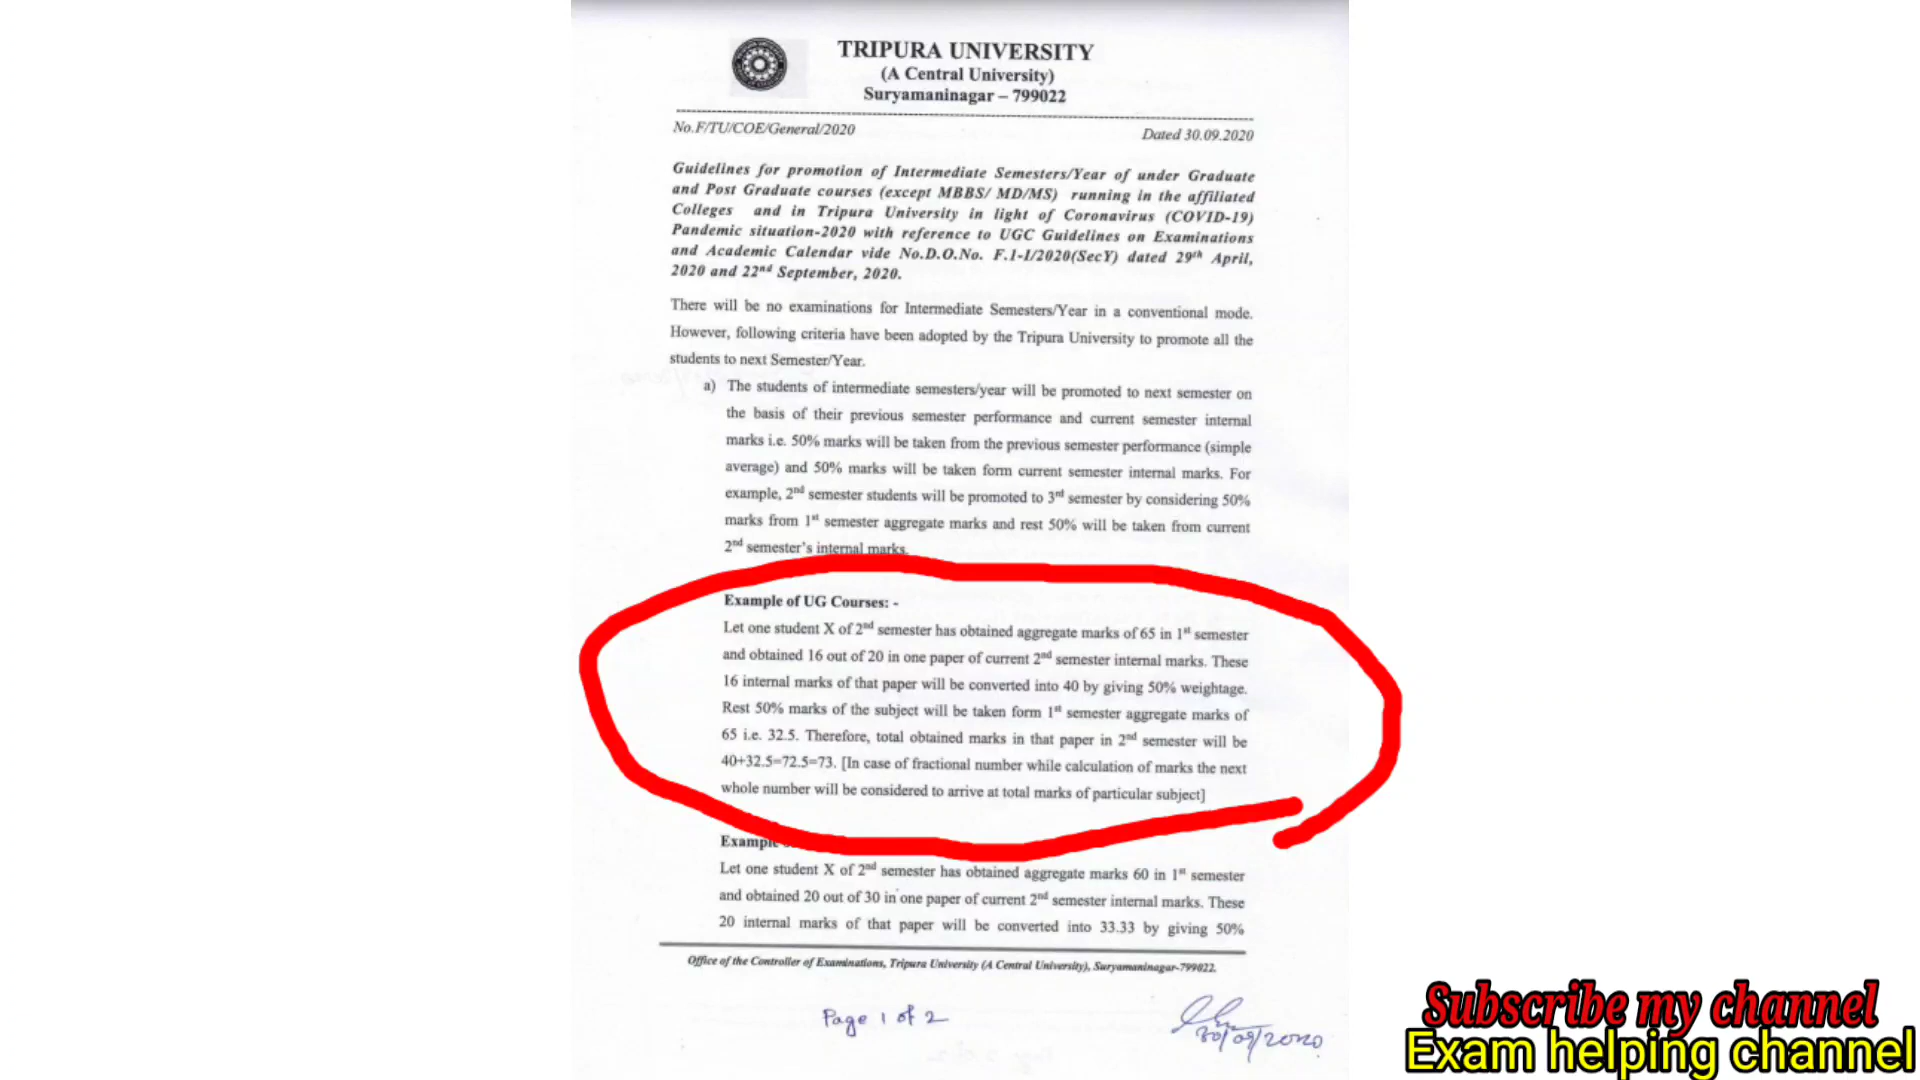 TRIPURA UNIVERSITY
(A Central University)
Suryamaninagar – 799022
No.F/TU/COE/General/2020
Dated 30.09.2020
Guidelines for promotion of Intermediate Semesters/Year of under Graduate
and Post Graduate courses (except MBBS/ MD/MS) running in the affiliated
Colleges and in Tripura University in light of Coronavirus (COVID-19)
Pandemic situation-2020 with reference to UGC Guidelines on Examinations
and Academic Calendar vide No.D.O.No. F.1-1/2020(SecY) dated 29th April,
2020 and 22nd September, 2020.
There will be no examinations for Intermediate Semesters/Year in a conventional mode.
However, following criteria have been adopted by the Tripura University to promote all the
students to next Semester/Year.
a) The students of intermediate semesters/year will be promoted to next semester on
the basis of their previous semester performance and current semester internal
marks i.e. 50% marks will be taken from the previous semester performance (simple
average) and 50% marks will be taken form current semester internal marks. For
example, 2nd semester students will be promoted to 3rd semester by considering 50%
marks from 1st semester aggregate marks and rest 50% will be taken from current
2nd semester's internal marks.
Example of UG Courses: -
Let one student X of 2nd semester has obtained aggregate marks of 65 in 1st semester
and obtained 16 out of 20 in one paper of current 2nd semester internal marks. These
16 internal marks of that paper will be converted into 40 by giving 50% weightage.
Rest 50% marks of the subject will be taken form 1st semester aggregate marks of
65 i.e. 32.5. Therefore, total obtained marks in that paper in 2nd semester will be
40+32.5=72.5=73. [In case of fractional number while calculation of marks the next
whole number will be considered to arrive at total marks of particular subject]
Example
Let one student X of 2nd semester has obtained aggregate marks 60 in 1st semester
and obtained 20 out of 30 in one paper of current 2nd semester internal marks. These
20 internal marks of that paper will be converted into 33.33 by giving 50%
Office of the Controller of Examinations, Tripura University (A Central University), Suryamaninagar-799022.
Page 1 of 2
30/09/2020
Subscribe my channel
Exam helping channel